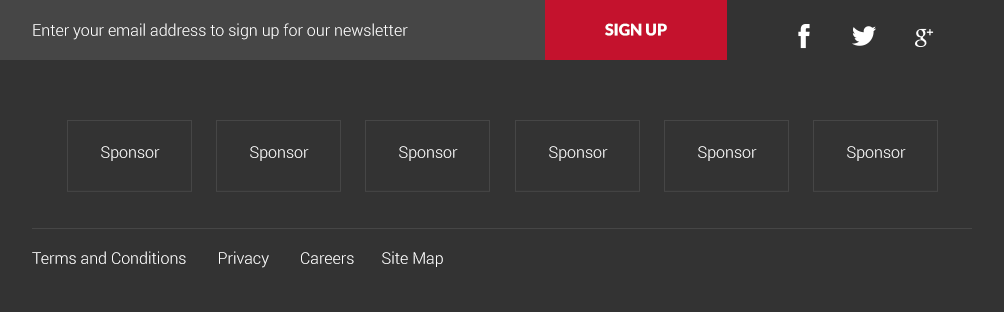 Enter your email address to sign up for our newsletter SIGN UP f g+
Sponsor Sponsor Sponsor Sponsor Sponsor Sponsor
Terms and Conditions Privacy Careers Site Map